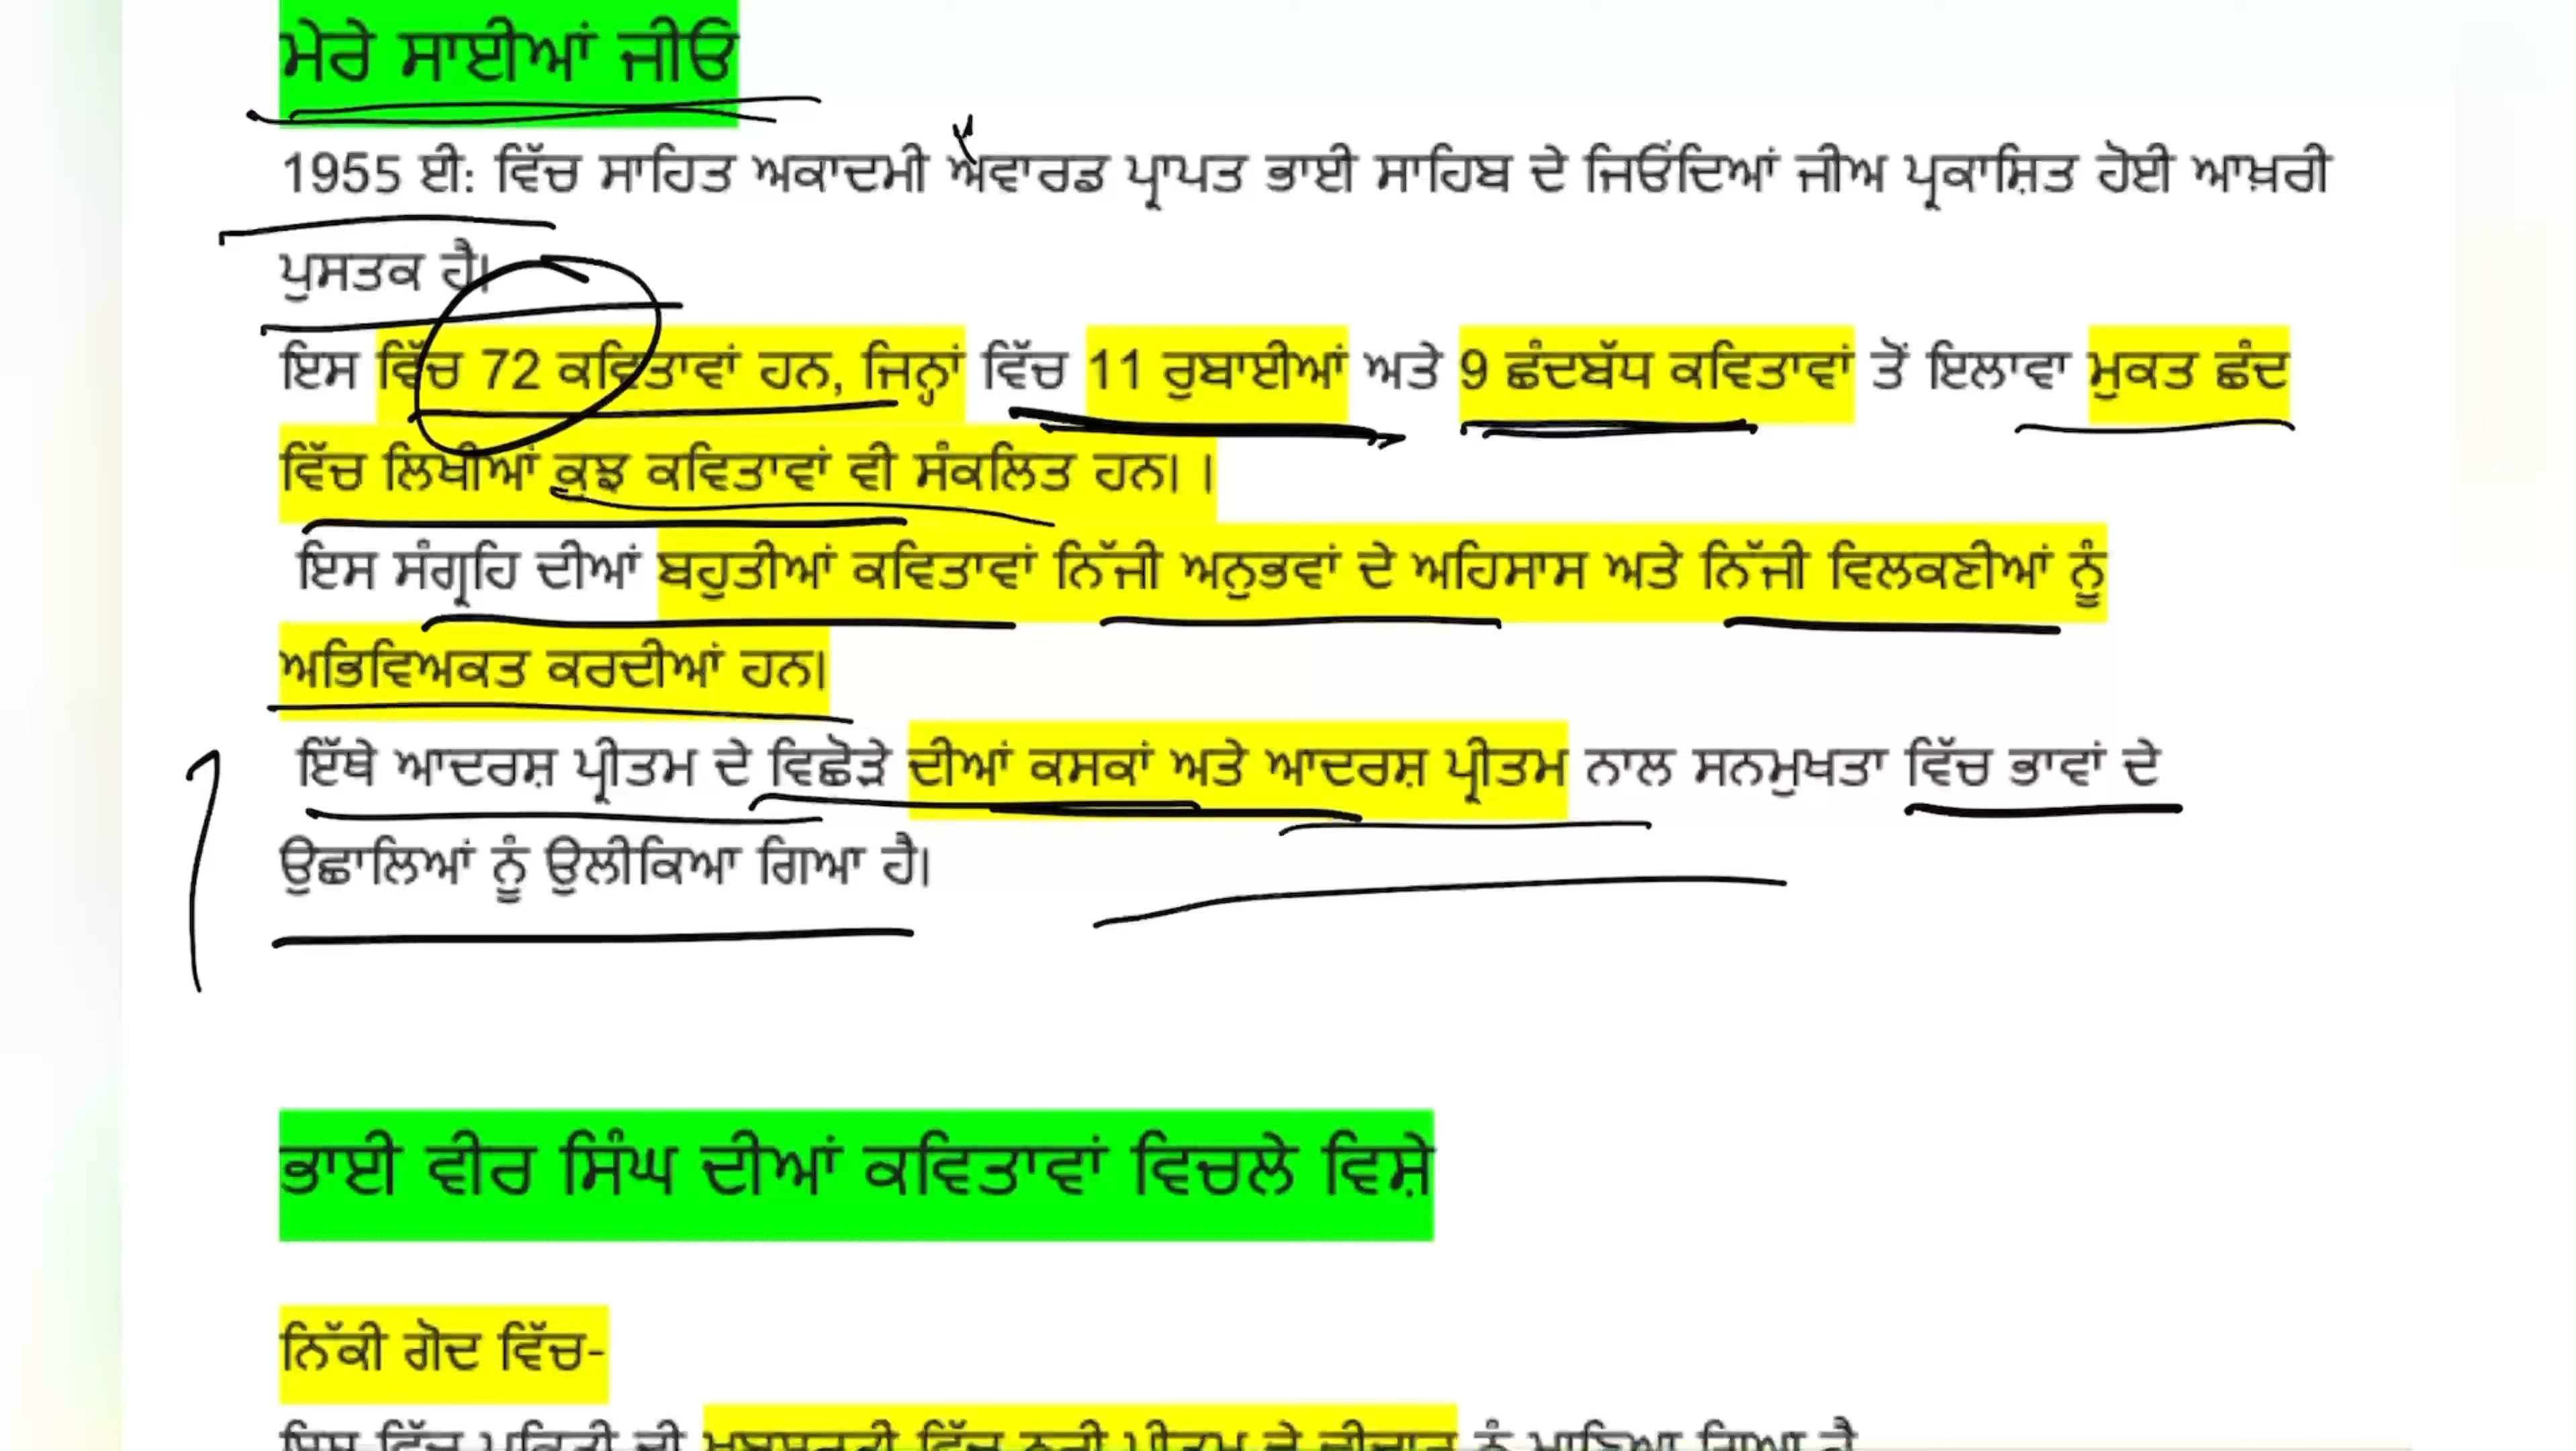 ਮੇਰੇ ਸਾਈਆਂ ਜੀਓ
1955 ਈ: ਵਿੱਚ ਸਾਹਿਤ ਅਕਾਦਮੀ ਅਵਾਰਡ ਪ੍ਰਾਪਤ ਭਾਈ ਸਾਹਿਬ ਦੇ ਜਿਓਂਦਿਆਂ ਜੀਅ ਪ੍ਰਕਾਸ਼ਿਤ ਹੋਈ ਆਖ਼ਰੀ
ਪੁਸਤਕ ਹੈ।
ਇਸ ਵਿੱਚ 72 ਕਵਿਤਾਵਾਂ ਹਨ, ਜਿਨ੍ਹਾਂ ਵਿੱਚ 11 ਰੁਬਾਈਆਂ ਅਤੇ 9 ਛੰਦਬੱਧ ਕਵਿਤਾਵਾਂ ਤੋਂ ਇਲਾਵਾ ਮੁਕਤ ਛੰਦ
ਵਿੱਚ ਲਿਖੀਆਂ ਕੁਝ ਕਵਿਤਾਵਾਂ ਵੀ ਸੰਕਲਿਤ ਹਨ। ।
ਇਸ ਸੰਗ੍ਰਹਿ ਦੀਆਂ ਬਹੁਤੀਆਂ ਕਵਿਤਾਵਾਂ ਨਿੱਜੀ ਅਨੁਭਵਾਂ ਦੇ ਅਹਿਸਾਸ ਅਤੇ ਨਿੱਜੀ ਵਿਲਕਣੀਆਂ ਨੂੰ
ਅਭਿਵਿਅਕਤ ਕਰਦੀਆਂ ਹਨ।
ਇੱਥੇ ਆਦਰਸ਼ ਪ੍ਰੀਤਮ ਦੇ ਵਿਛੋੜੇ ਦੀਆਂ ਕਸਕਾਂ ਅਤੇ ਆਦਰਸ਼ ਪ੍ਰੀਤਮ ਨਾਲ ਸਨਮੁਖਤਾ ਵਿੱਚ ਭਾਵਾਂ ਦੇ
ਉਛਾਲਿਆਂ ਨੂੰ ਉਲੀਕਿਆ ਗਿਆ ਹੈ।
ਭਾਈ ਵੀਰ ਸਿੰਘ ਦੀਆਂ ਕਵਿਤਾਵਾਂ ਵਿਚਲੇ ਵਿਸ਼ੇ
ਨਿੱਕੀ ਗੋਦ ਵਿੱਚ-